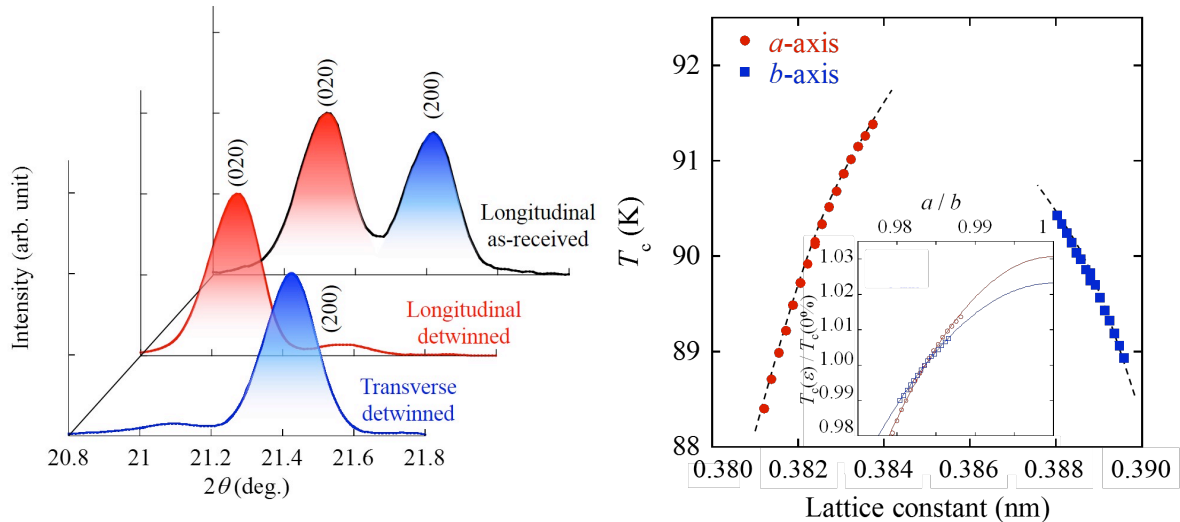 Intensity (arb. unit)
(020)
(020)
(200)
(200)
Longitudinal
as-received
Longitudinal
detwinned
Transverse
detwinned
20.8 21 21.2 21.4 21.6 21.8
2θ (deg.)
a-axis
b-axis
T_c (K)
92
91
90
89
88
0.380 0.382 0.384 0.386 0.388 0.390
Lattice constant (nm)
a / b
0.98 0.99 1
T_c(ε) / T_c(0%)
1.03
1.02
1.01
1.00
0.99
0.98